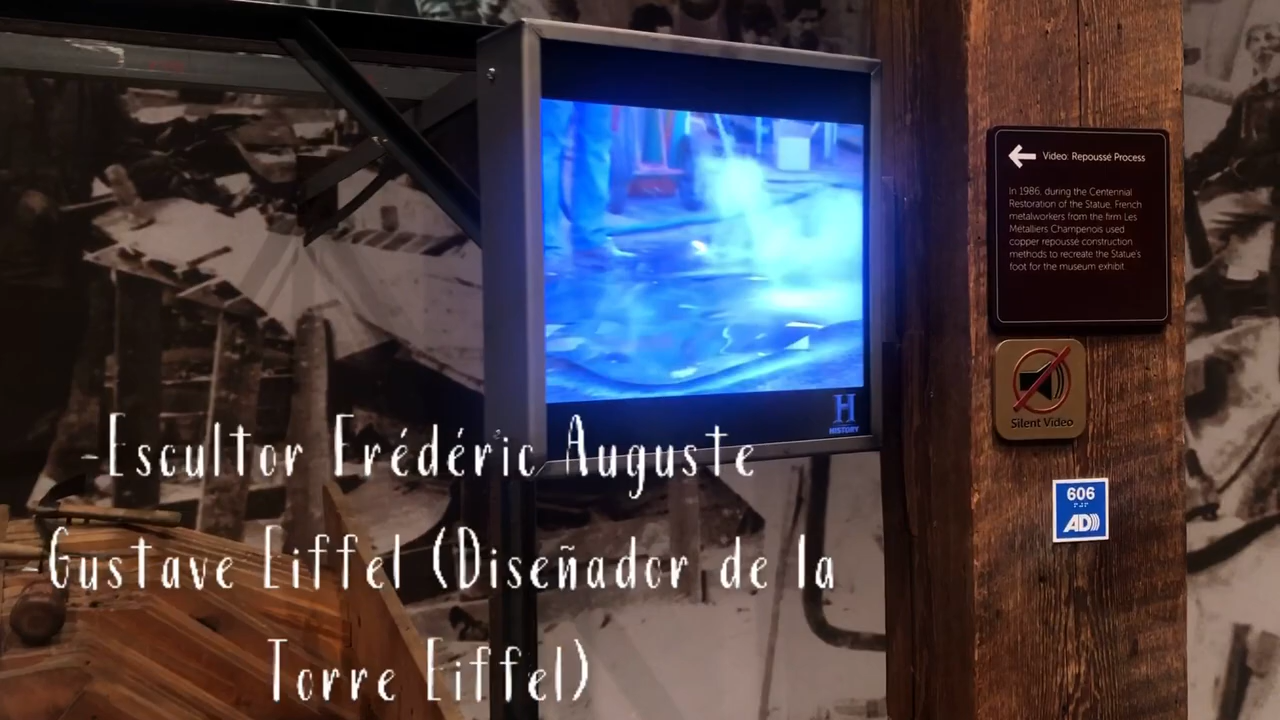 Video: Repoussé Process
In 1986, during the Centennial
Restoration of the Statue, French
metalworkers from the firm Les
Métalliers Champenois used
copper repoussé construction
methods to recreate the Statue's
foot for the museum exhibit.
H
HISTORY
Silent Video
606
AD
-Escultor Frédéric Auguste
Gustave Eiffel (Diseñador de la
Torre Eiffel)